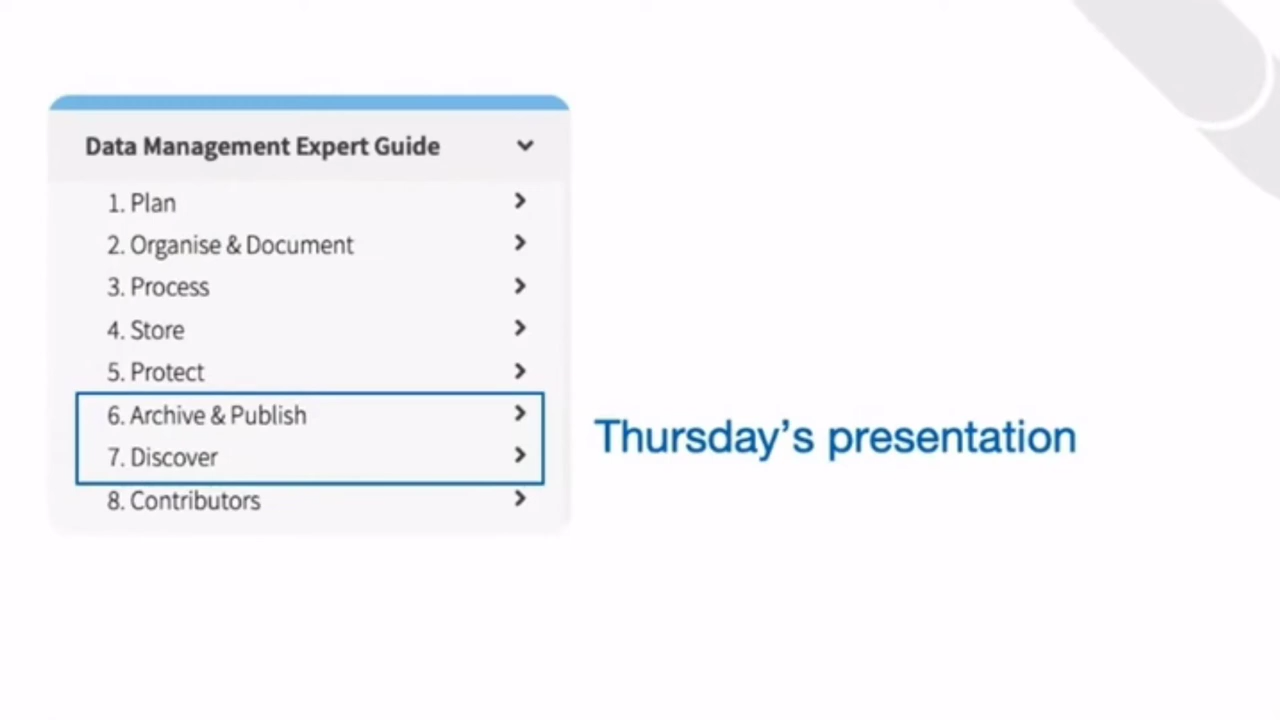 Data Management Expert Guide
1. Plan
2. Organise & Document
3. Process
4. Store
5. Protect
6. Archive & Publish
7. Discover
Thursday’s presentation
8. Contributors